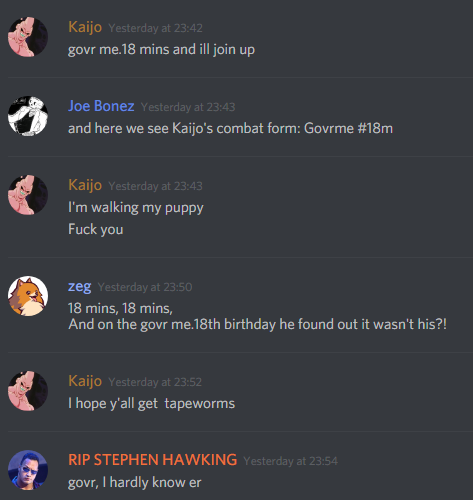 Kaijo Yesterday at 23:42
govr me.18 mins and ill join up
Joe Bonez Yesterday at 23:43
and here we see Kaijo's combat form: Govrme #18m
Kaijo Yesterday at 23:43
I'm walking my puppy
Fuck you
zeg Yesterday at 23:50
18 mins, 18 mins,
And on the govr me.18th birthday he found out it wasn't his?!
Kaijo Yesterday at 23:52
I hope y'all get tapeworms
RIP STEPHEN HAWKING Yesterday at 23:54
govr, I hardly know er